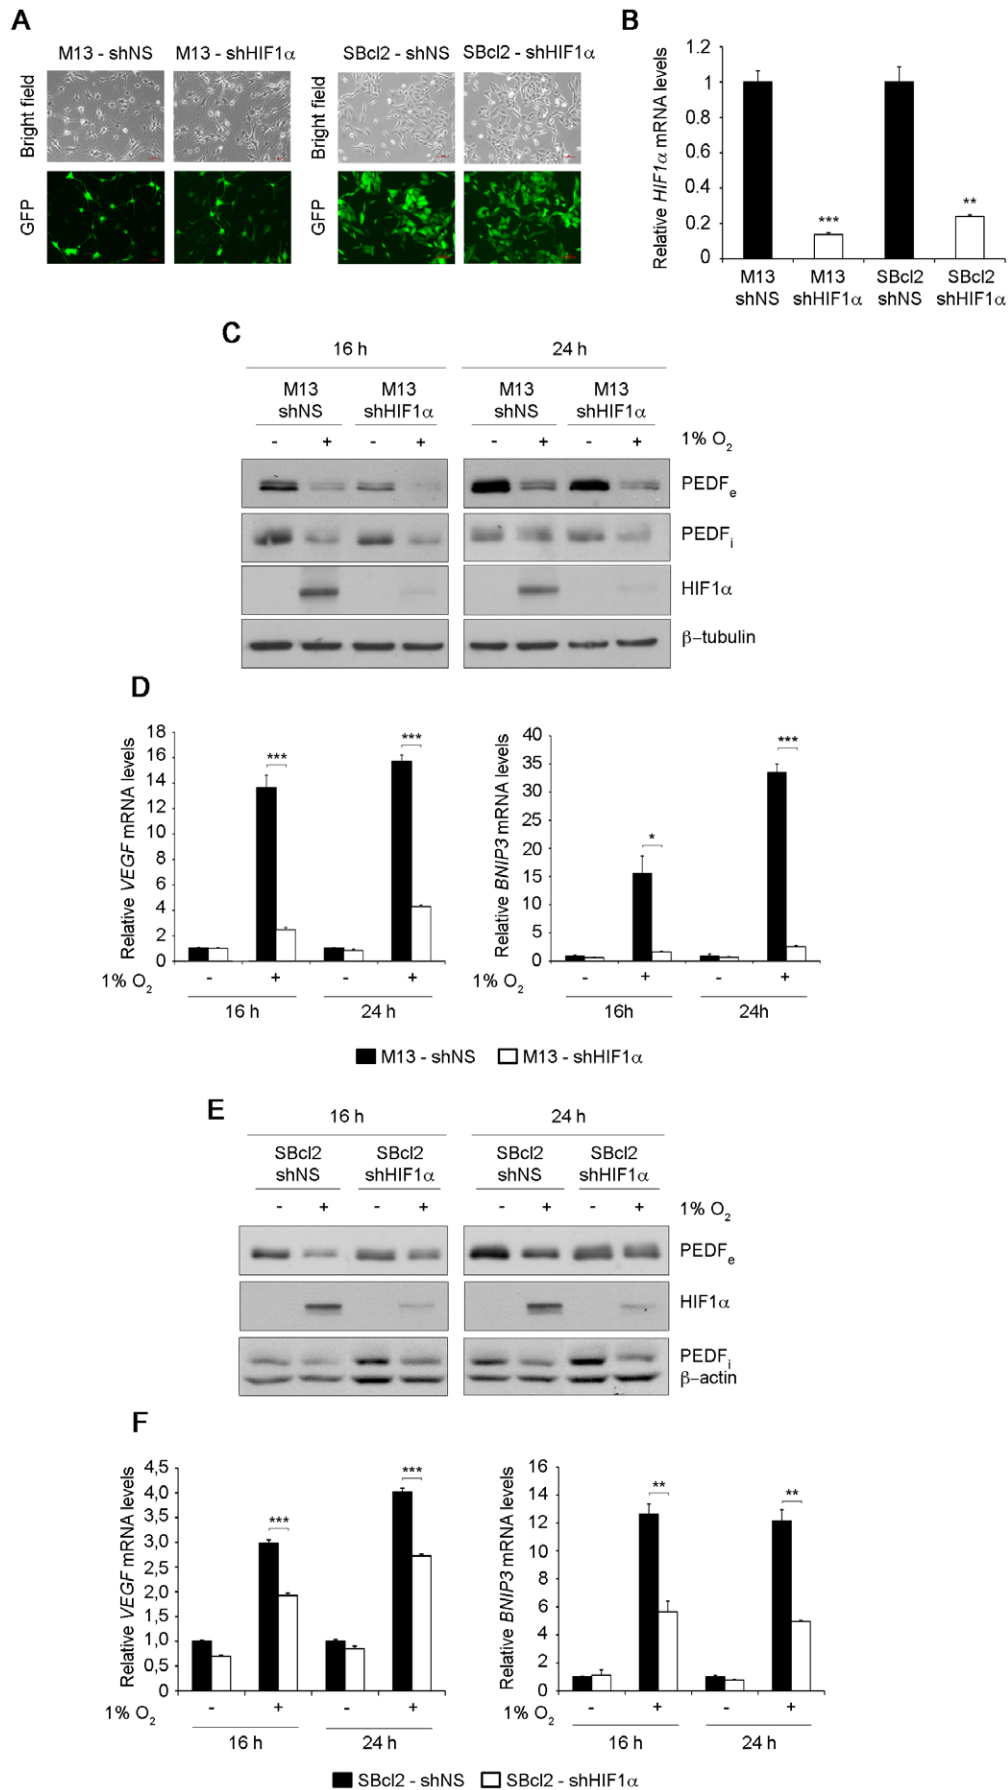 A
M13 - shNS
M13 - shHIF1α
SBcl2 - shNS
SBcl2 - shHIF1α
Bright field
Bright field
GFP
GFP
B
Relative HIF1α mRNA levels
1.2
1
0.8
0.6
0.4
0.2
0
***
**
M13 shNS
M13 shHIF1α
SBcl2 shNS
SBcl2 shHIF1α
C
16 h
24 h
M13 shNS
M13 shHIF1α
M13 shNS
M13 shHIF1α
- + - + - + - + 1% O2
PEDFe
PEDFi
HIF1α
β–tubulin
D
Relative VEGF mRNA levels
18
16
14
12
10
8
6
4
2
0
***
***
1% O2 - + - +
16 h
24 h
Relative BNIP3 mRNA levels
40
35
30
25
20
15
10
5
0
*
***
- + - +
16h
24h
M13 - shNS
M13 - shHIF1α
E
16 h
24 h
SBcl2 shNS
SBcl2 shHIF1α
SBcl2 shNS
SBcl2 shHIF1α
- + - + - + - + 1% O2
PEDFe
HIF1α
PEDFi
β–actin
F
Relative VEGF mRNA levels
4,5
4,0
3,5
3,0
2,5
2,0
1,5
1,0
0,5
0
***
***
1% O2 - + - +
16 h
24 h
Relative BNIP3 mRNA levels
16
14
12
10
8
6
4
2
0
**
**
1% O2 - + - +
16 h
24 h
SBcl2 - shNS
SBcl2 - shHIF1α